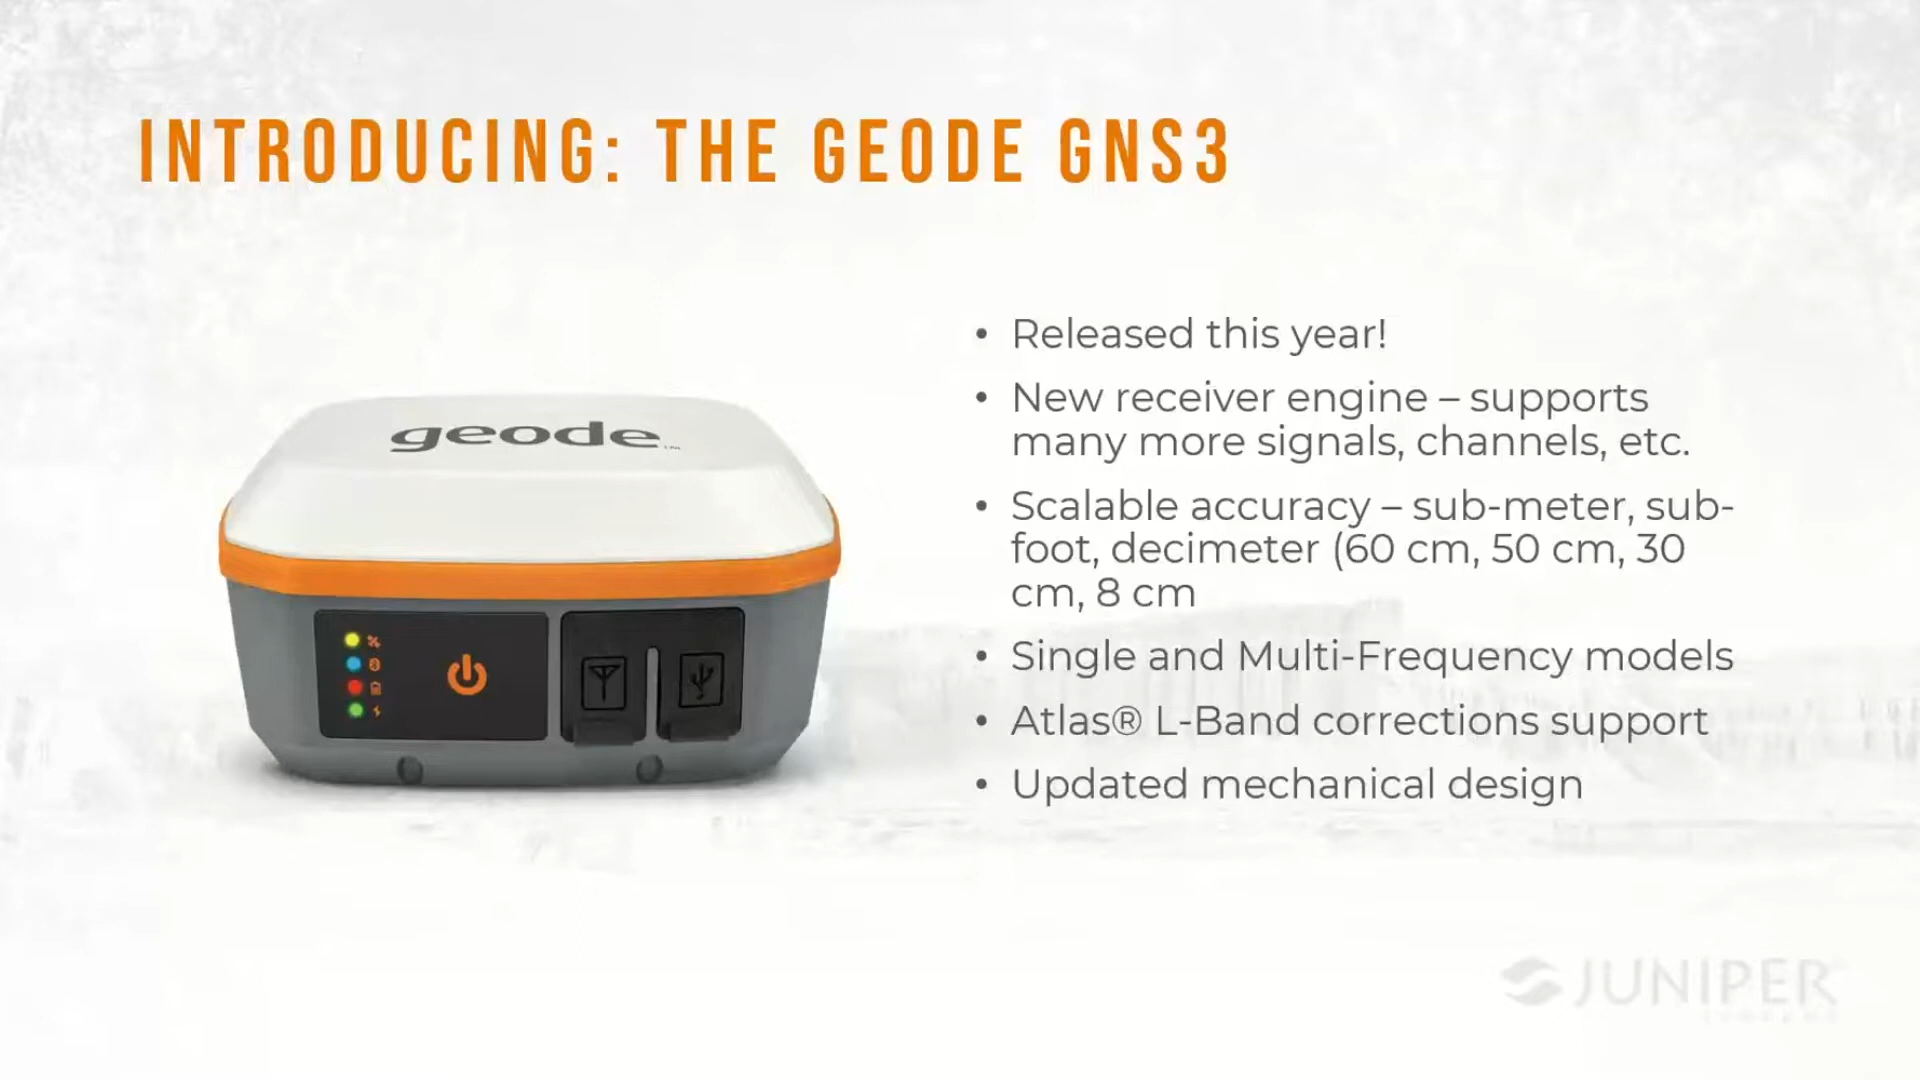 INTRODUCING: THE GEODE GNS3
• Released this year!
• New receiver engine – supports
many more signals, channels, etc.
• Scalable accuracy – sub-meter, sub-
foot, decimeter (60 cm, 50 cm, 30
cm, 8 cm
• Single and Multi-Frequency models
• Atlas® L-Band corrections support
• Updated mechanical design
geode™
JUNIPER